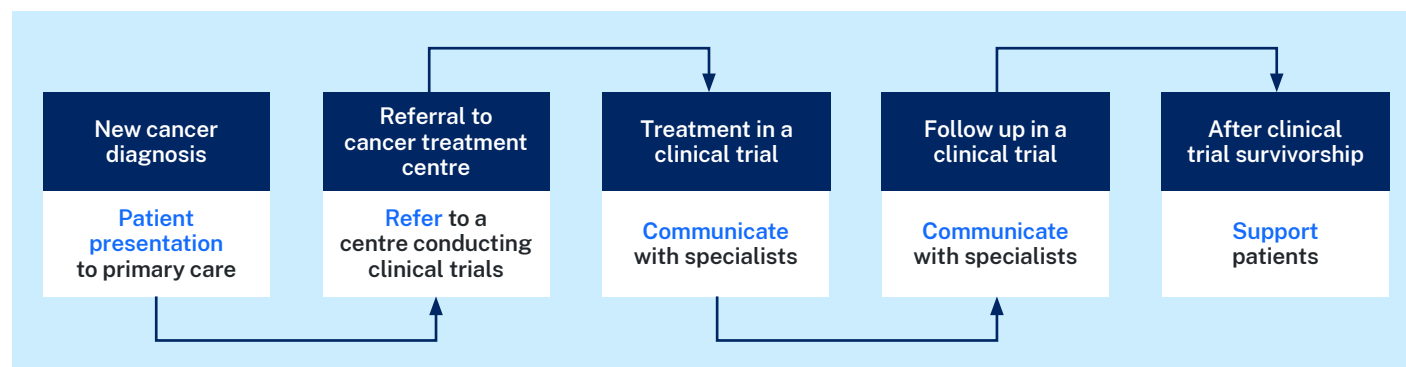 New cancer
diagnosis
Patient
presentation
to primary care
Referral to
cancer treatment
centre
Refer to a
centre conducting
clinical trials
Treatment in a
clinical trial
Communicate
with specialists
Follow up in a
clinical trial
Communicate
with specialists
After clinical
trial survivorship
Support
patients